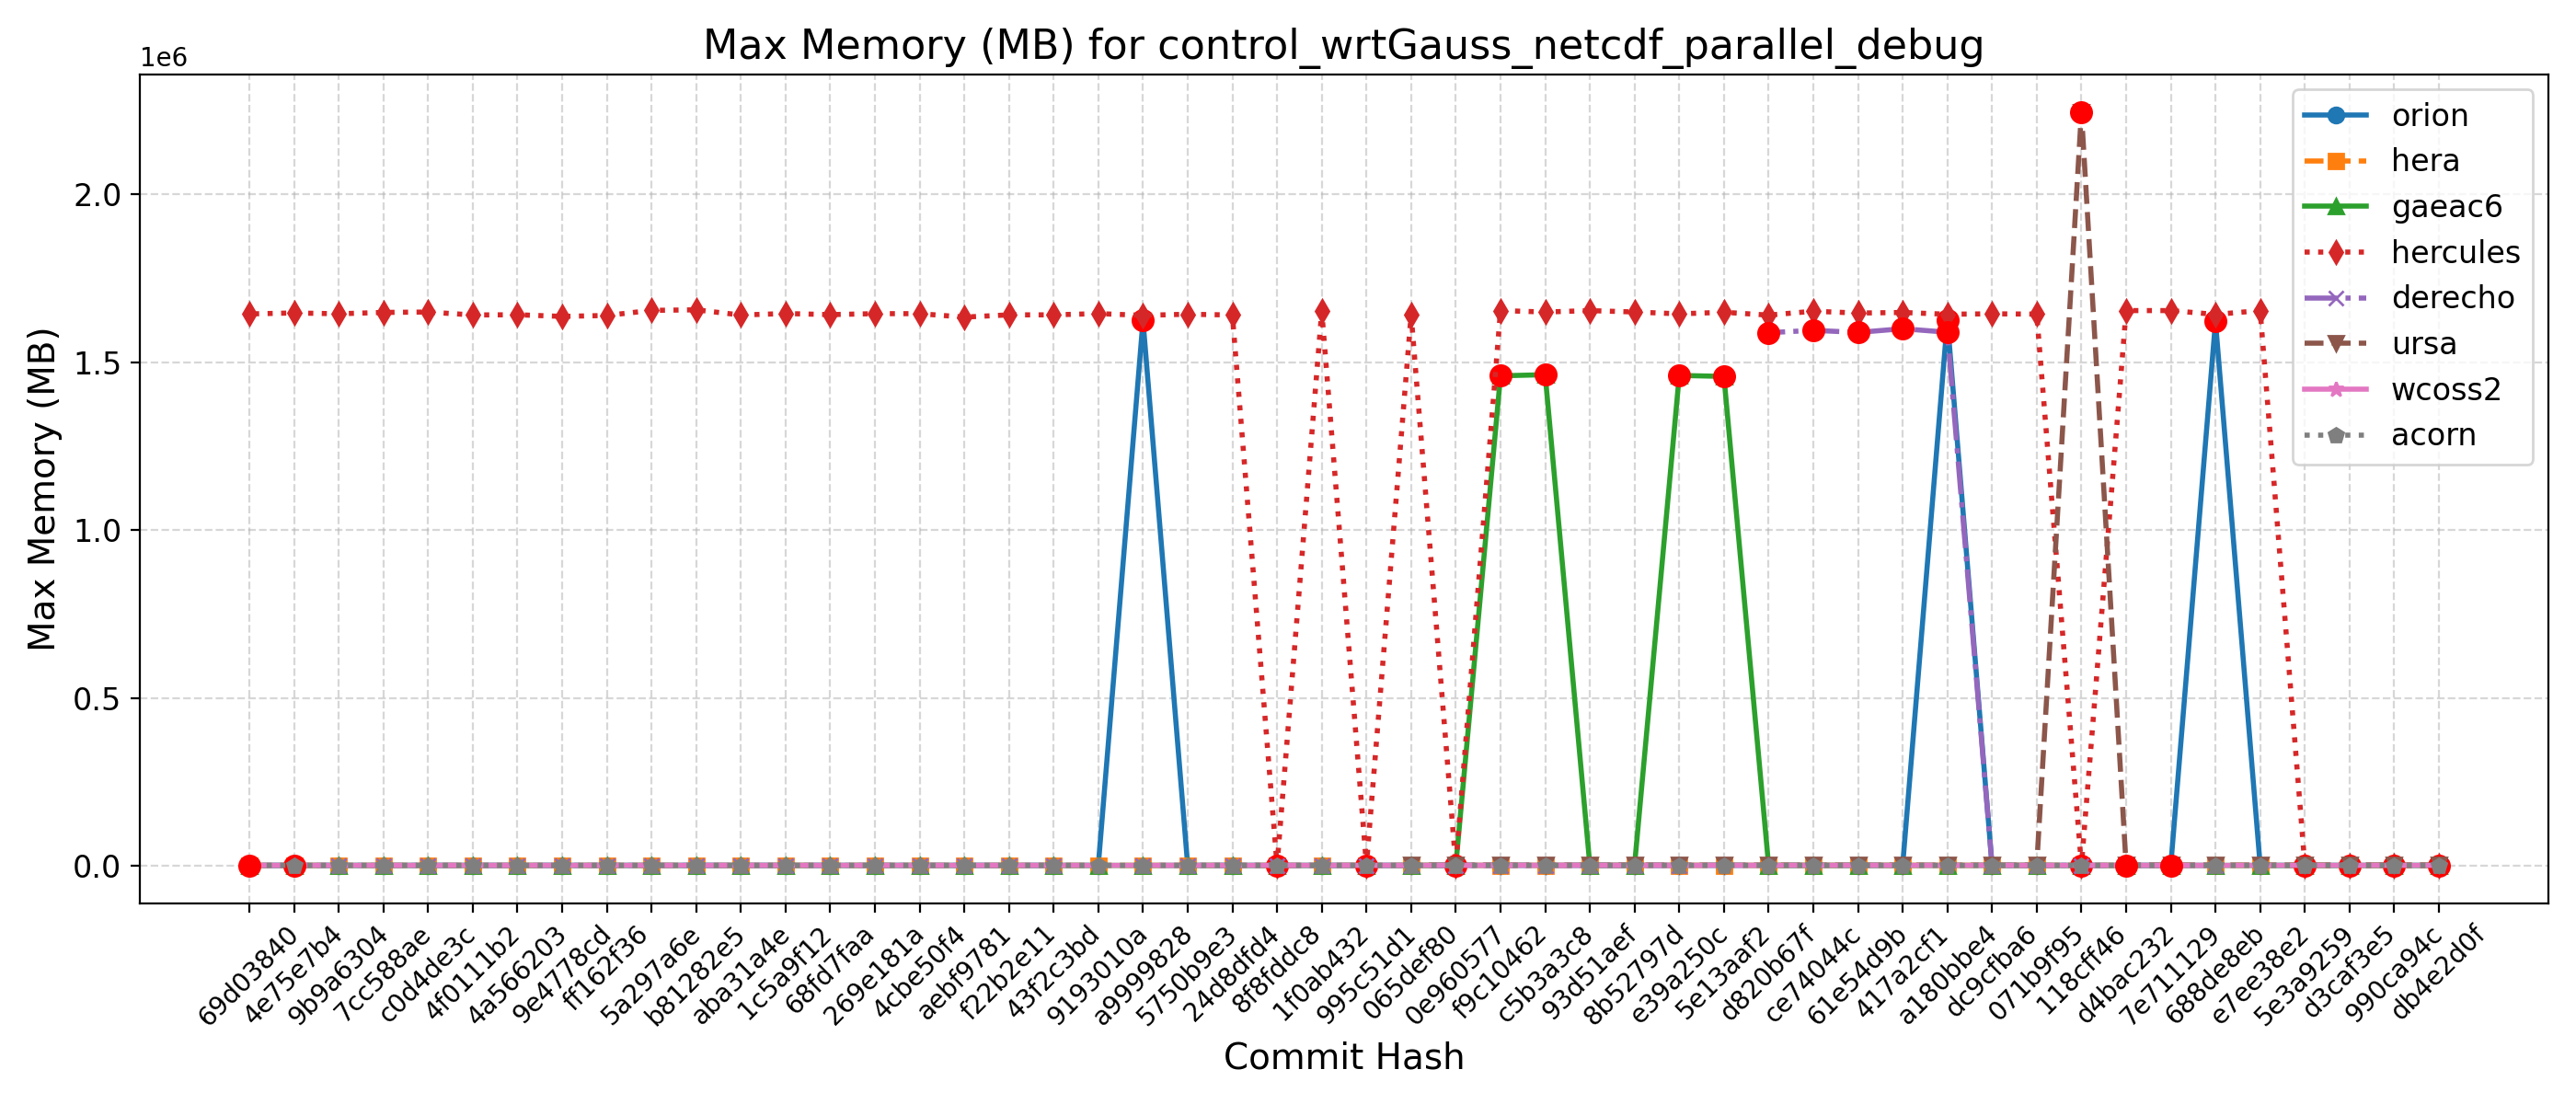 Max Memory (MB) for control_wrtGauss_netcdf_parallel_debug
1e6
2.0
1.5
1.0
0.5
0.0
Max Memory (MB)
orion
hera
gaeac6
hercules
derecho
ursa
wcoss2
acorn
69d03840
4e75e7b4
9b9a6304
7cc588ae
c0d4de3c
4f0111b2
4a566203
9e4778cd
ff162f36
5a297a6e
b81282e5
aba31a4e
1c5a9f12
68fd7faa
269e181a
4cbe50f4
aebf9781
f22b2e11
43f2c3bd
9193010a
a9999828
5750b9e3
24d8dfd4
8f8fddc8
1f0ab432
995c51d1
065def80
0e960577
f9c10462
c5b3a3c8
93d51aef
8b52797d
e39a250c
5e13aaf2
d820b67f
ce74044c
61e54d9b
417a2cf1
a180bbe4
dc9cfba6
071b9f95
118cff46
d4bac232
7e711129
688de8eb
e7ee38e2
5e3a9259
d3caf3e5
990ca94c
db4e2d0f
Commit Hash